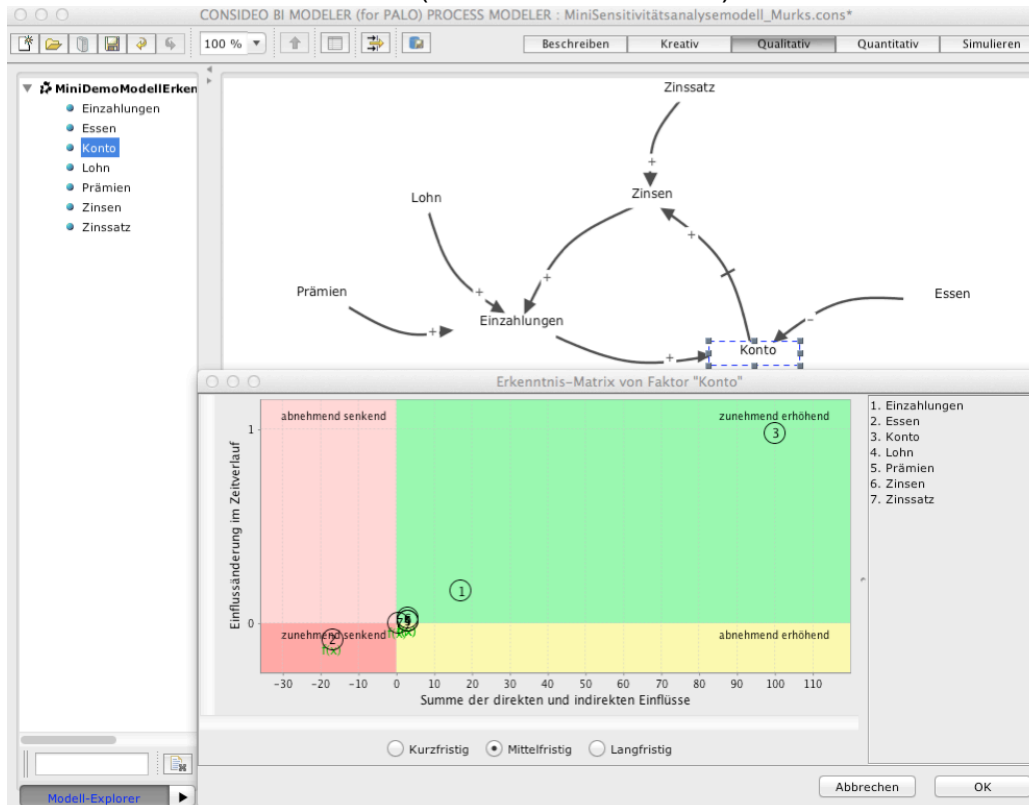 CONSIDEO BI MODELER (for PALO) PROCESS MODELER : MiniSensitivitätsanalysemodell_Murks.cons*
100 %
Beschreiben Kreativ Qualitativ Quantitativ Simulieren
MiniDemoModellErken
Einzahlungen
Essen
Konto
Lohn
Prämien
Zinsen
Zinssatz
Zinssatz
+
Zinsen
Lohn
+
+
Prämien
+
Essen
+
Einzahlungen
–
+
Konto
Erkenntnis-Matrix von Faktor "Konto"
abnehmend senkend
zunehmend erhöhend
1
3
Einflussänderung im Zeitverlauf
1
0
2
zunehmend senkend
abnehmend erhöhend
f(x)
-30 -20 -10 0 10 20 30 40 50 60 70 80 90 100 110
Summe der direkten und indirekten Einflüsse
1. Einzahlungen
2. Essen
3. Konto
4. Lohn
5. Prämien
6. Zinsen
7. Zinssatz
Kurzfristig Mittelfristig Langfristig
Abbrechen OK
Modell-Explorer